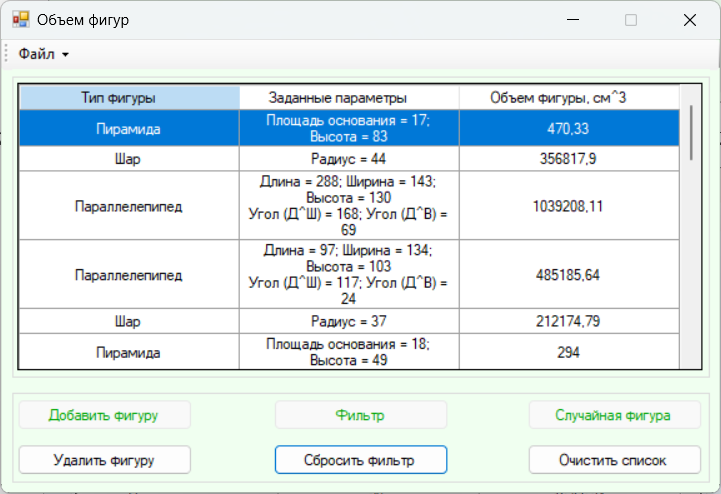 Объем фигур
Файл
Тип фигуры Заданные параметры Объем фигуры, см^3
Пирамида Площадь основания = 17; 470,33
Высота = 83
Шар Радиус = 44 356817,9
Длина = 288; Ширина = 143;
Высота = 130
Параллелепипед 1039208,11
Угол (Д^Ш) = 168; Угол (Д^В) =
69
Длина = 97; Ширина = 134;
Высота = 103
Параллелепипед 485185,64
Угол (Д^Ш) = 117; Угол (Д^В) =
24
Шар Радиус = 37 212174,79
Пирамида Площадь основания = 18; 294
Высота = 49
Добавить фигуру Фильтр Случайная фигура
Удалить фигуру Сбросить фильтр Очистить список